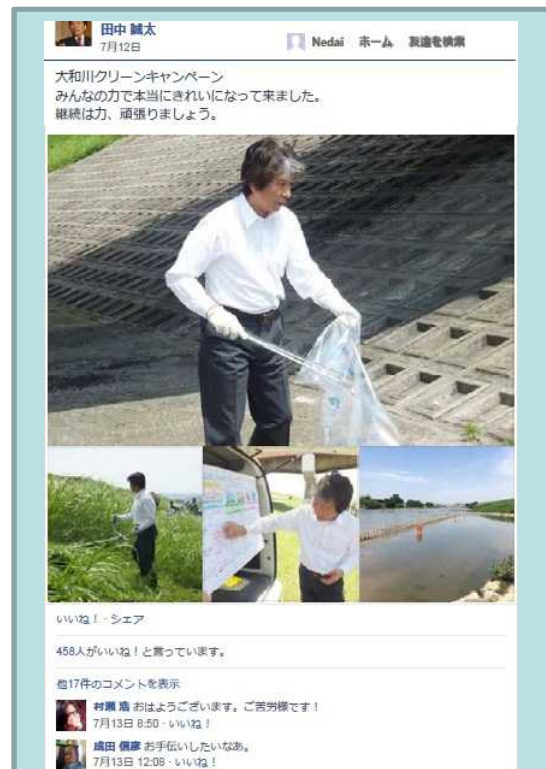 田中 誠太
7月12日
Nedai ホーム 友達を検索
大和川クリーンキャンペーン
みんなの力で本当にきれいになって来ました。
継続は力、頑張りましょう。
いいね！・シェア
458人がいいね！と言っています。
他17件のコメントを表示
村瀬 浩 おはようございます。ご苦労様です！
7月13日 8:50・いいね！
成田 信彦 お手伝いしたいなあ。
7月13日 12:08・いいね！